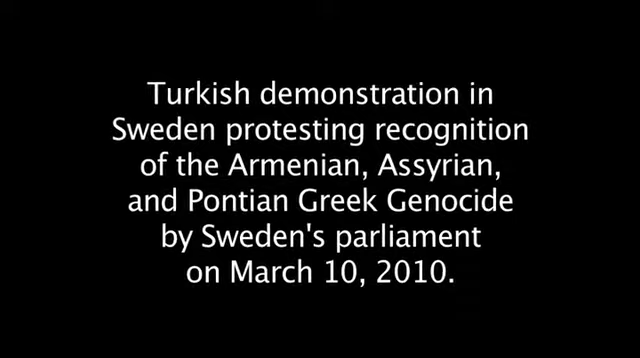 Turkish demonstration in
Sweden protesting recognition
of the Armenian, Assyrian,
and Pontian Greek Genocide
by Sweden's parliament
on March 10, 2010.